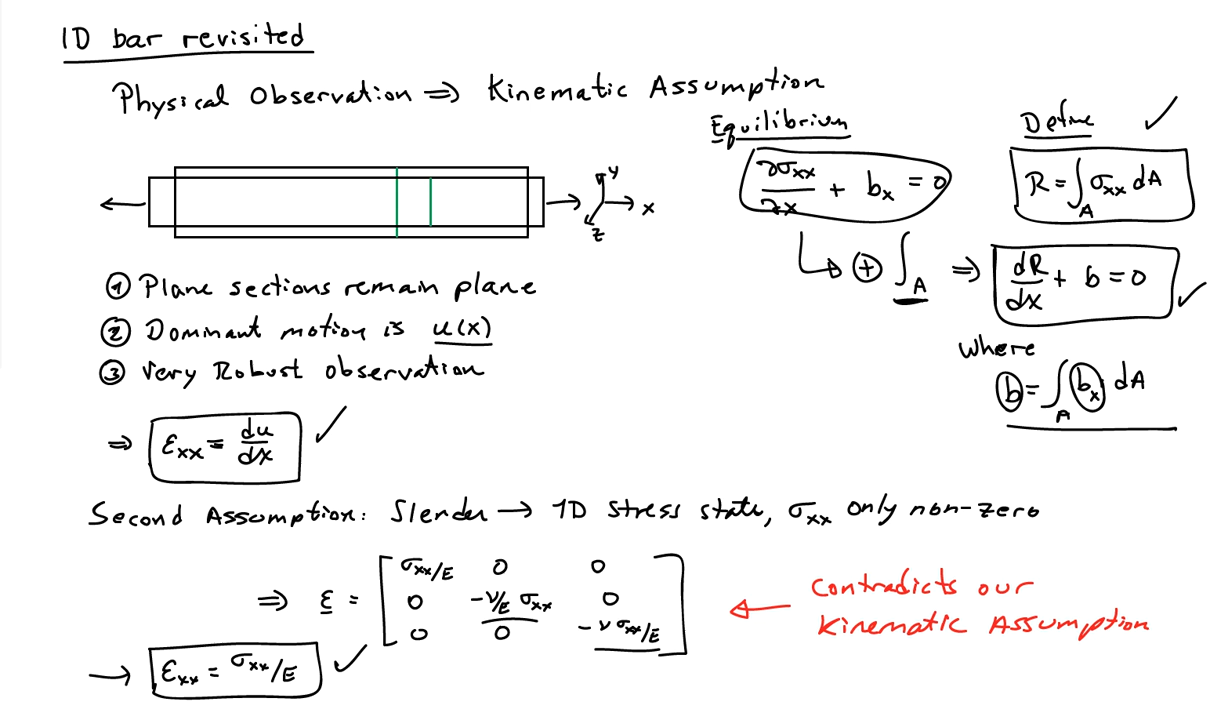 1D bar revisited
Physical Observation ⇒ Kinematic Assumption
y
x
z
① Plane sections remain plane
② Dominant motion is u(x)
③ Very Robust observation
⇒ εxx = du/dx ✓
Equilibrium
∂σxx/∂x + bx = 0
↳ ⊕ ∫A ⇒ dR/dx + b = 0 ✓
Define ✓
R = ∫A σxx dA
where
b = ∫A bx dA
Second Assumption: Slender → 1D stress state, σxx only non-zero
⇒ ε = [ σxx/E 0 0
0 -ν/E σxx 0
0 0 -ν σxx/E ]
← Contradicts our
Kinematic Assumption
→ εxx = σxx/E ✓